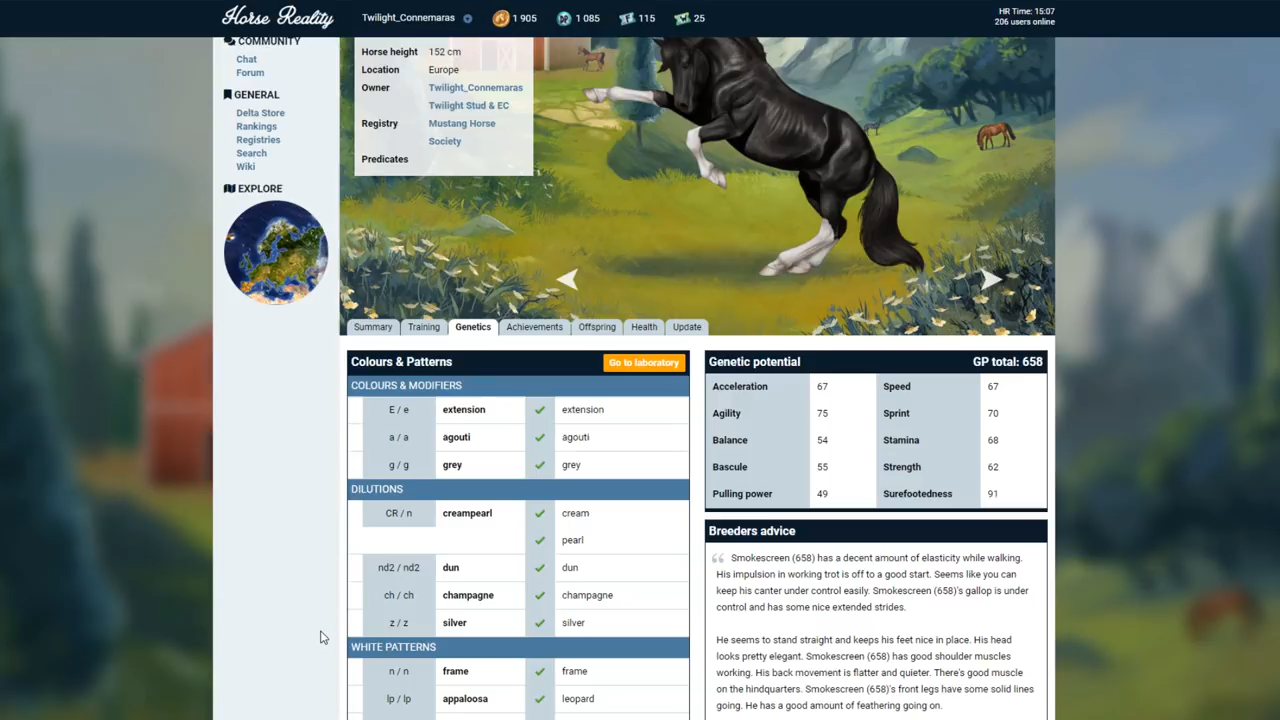 Horse Reality
Twilight_Connemaras
1 905
1 085
115
25
HR Time: 15:07
206 users online
COMMUNITY
Chat
Forum
GENERAL
Delta Store
Rankings
Registries
Search
Wiki
EXPLORE
Horse height 152 cm
Location Europe
Owner Twilight_Connemaras
Twilight Stud & EC
Registry Mustang Horse
Society
Predicates
Summary Training Genetics Achievements Offspring Health Update
Colours & Patterns Go to laboratory
COLOURS & MODIFIERS
E / e extension extension
a / a agouti agouti
g / g grey grey
DILUTIONS
CR / n creampearl cream
pearl
nd2 / nd2 dun dun
ch / ch champagne champagne
z / z silver silver
WHITE PATTERNS
n / n frame frame
lp / lp appaloosa leopard
Genetic potential GP total: 658
Acceleration 67 Speed 67
Agility 75 Sprint 70
Balance 54 Stamina 68
Bascule 55 Strength 62
Pulling power 49 Surefootedness 91
Breeders advice
Smokescreen (658) has a decent amount of elasticity while walking.
His impulsion in working trot is off to a good start. Seems like you can
keep his canter under control easily. Smokescreen (658)'s gallop is under
control and has some nice extended strides.
He seems to stand straight and keeps his feet nice in place. His head
looks pretty elegant. Smokescreen (658) has good shoulder muscles
working. His back movement is flatter and quieter. There's good muscle
on the hindquarters. Smokescreen (658)'s front legs have some solid lines
going. He has a good amount of feathering going on.